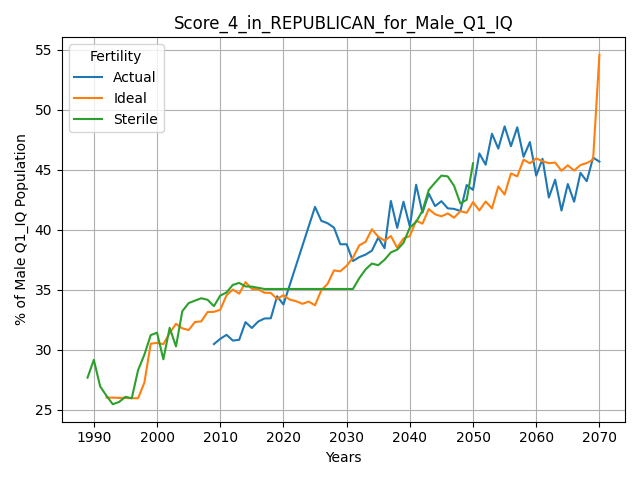 Score_4_in_REPUBLICAN_for_Male_Q1_IQ
% of Male Q1_IQ Population
55
50
45
40
35
30
25
Fertility
Actual
Ideal
Sterile
1990 2000 2010 2020 2030 2040 2050 2060 2070
Years